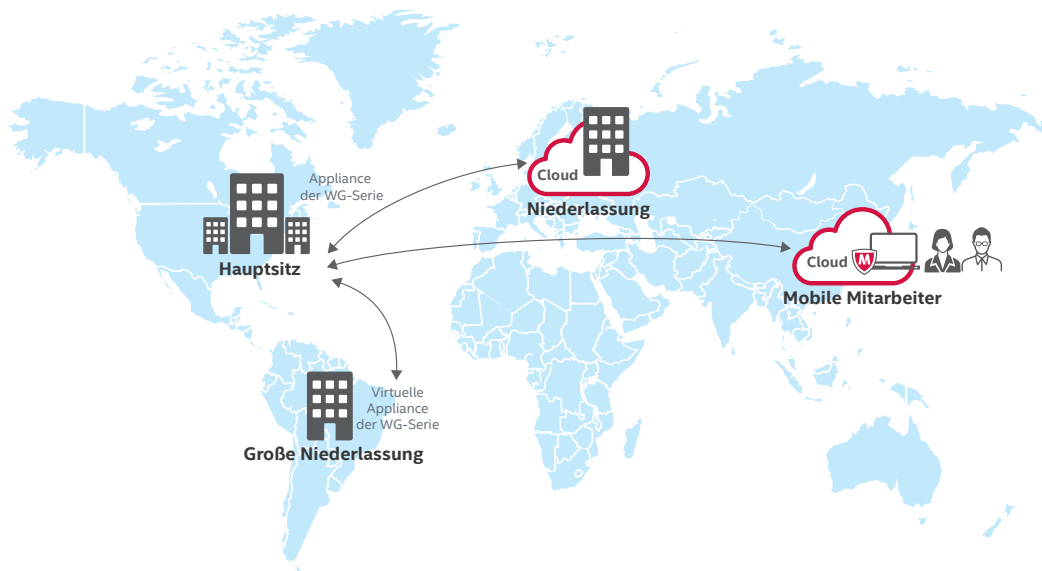 Appliance
der WG-Serie
Hauptsitz
Cloud
Niederlassung
Cloud
M
Mobile Mitarbeiter
Virtuelle
Appliance
der WG-Serie
Große Niederlassung